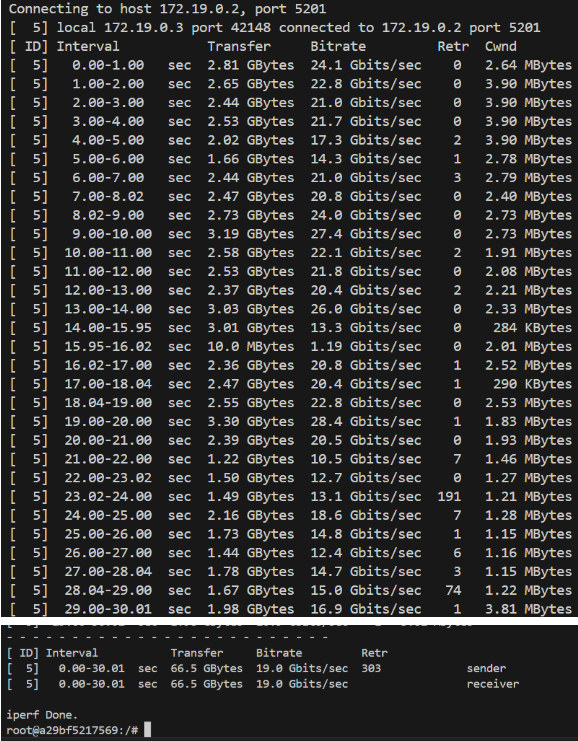 Connecting to host 172.19.0.2, port 5201
[  5] local 172.19.0.3 port 42148 connected to 172.19.0.2 port 5201
[ ID] Interval           Transfer     Bitrate         Retr  Cwnd
[  5]   0.00-1.00   sec  2.81 GBytes  24.1 Gbits/sec    0   2.64 MBytes
[  5]   1.00-2.00   sec  2.65 GBytes  22.8 Gbits/sec    0   3.90 MBytes
[  5]   2.00-3.00   sec  2.44 GBytes  21.0 Gbits/sec    0   3.90 MBytes
[  5]   3.00-4.00   sec  2.53 GBytes  21.7 Gbits/sec    0   3.90 MBytes
[  5]   4.00-5.00   sec  2.02 GBytes  17.3 Gbits/sec    2   3.90 MBytes
[  5]   5.00-6.00   sec  1.66 GBytes  14.3 Gbits/sec    1   2.78 MBytes
[  5]   6.00-7.00   sec  2.44 GBytes  21.0 Gbits/sec    3   2.79 MBytes
[  5]   7.00-8.02   sec  2.47 GBytes  20.8 Gbits/sec    0   2.40 MBytes
[  5]   8.02-9.00   sec  2.73 GBytes  24.0 Gbits/sec    0   2.73 MBytes
[  5]   9.00-10.00  sec  3.19 GBytes  27.4 Gbits/sec    0   2.73 MBytes
[  5]  10.00-11.00  sec  2.58 GBytes  22.1 Gbits/sec    2   1.91 MBytes
[  5]  11.00-12.00  sec  2.53 GBytes  21.8 Gbits/sec    0   2.08 MBytes
[  5]  12.00-13.00  sec  2.37 GBytes  20.4 Gbits/sec    2   2.21 MBytes
[  5]  13.00-14.00  sec  3.03 GBytes  26.0 Gbits/sec    0   2.33 MBytes
[  5]  14.00-15.95  sec  3.01 GBytes  13.3 Gbits/sec    0    284 KBytes
[  5]  15.95-16.02  sec  10.0 MBytes  1.19 Gbits/sec    0   2.01 MBytes
[  5]  16.02-17.00  sec  2.36 GBytes  20.8 Gbits/sec    1   2.52 MBytes
[  5]  17.00-18.04  sec  2.47 GBytes  20.4 Gbits/sec    1    290 KBytes
[  5]  18.04-19.00  sec  2.55 GBytes  22.8 Gbits/sec    0   2.53 MBytes
[  5]  19.00-20.00  sec  3.30 GBytes  28.4 Gbits/sec    1   1.83 MBytes
[  5]  20.00-21.00  sec  2.39 GBytes  20.5 Gbits/sec    0   1.93 MBytes
[  5]  21.00-22.00  sec  1.22 GBytes  10.5 Gbits/sec    7   1.46 MBytes
[  5]  22.00-23.02  sec  1.50 GBytes  12.7 Gbits/sec    0   1.27 MBytes
[  5]  23.02-24.00  sec  1.49 GBytes  13.1 Gbits/sec  191   1.21 MBytes
[  5]  24.00-25.00  sec  2.16 GBytes  18.6 Gbits/sec    7   1.28 MBytes
[  5]  25.00-26.00  sec  1.73 GBytes  14.8 Gbits/sec    1   1.15 MBytes
[  5]  26.00-27.00  sec  1.44 GBytes  12.4 Gbits/sec    6   1.16 MBytes
[  5]  27.00-28.04  sec  1.78 GBytes  14.7 Gbits/sec    3   1.15 MBytes
[  5]  28.04-29.00  sec  1.67 GBytes  15.0 Gbits/sec   74   1.22 MBytes
[  5]  29.00-30.01  sec  1.98 GBytes  16.9 Gbits/sec    1   3.81 MBytes
- - - - - - - - - - - - - - - - - - - - - - - - -
[ ID] Interval           Transfer     Bitrate         Retr
[  5]   0.00-30.01  sec  66.5 GBytes  19.0 Gbits/sec  303             sender
[  5]   0.00-30.01  sec  66.5 GBytes  19.0 Gbits/sec                  receiver
iperf Done.
root@a29bf5217569:/#